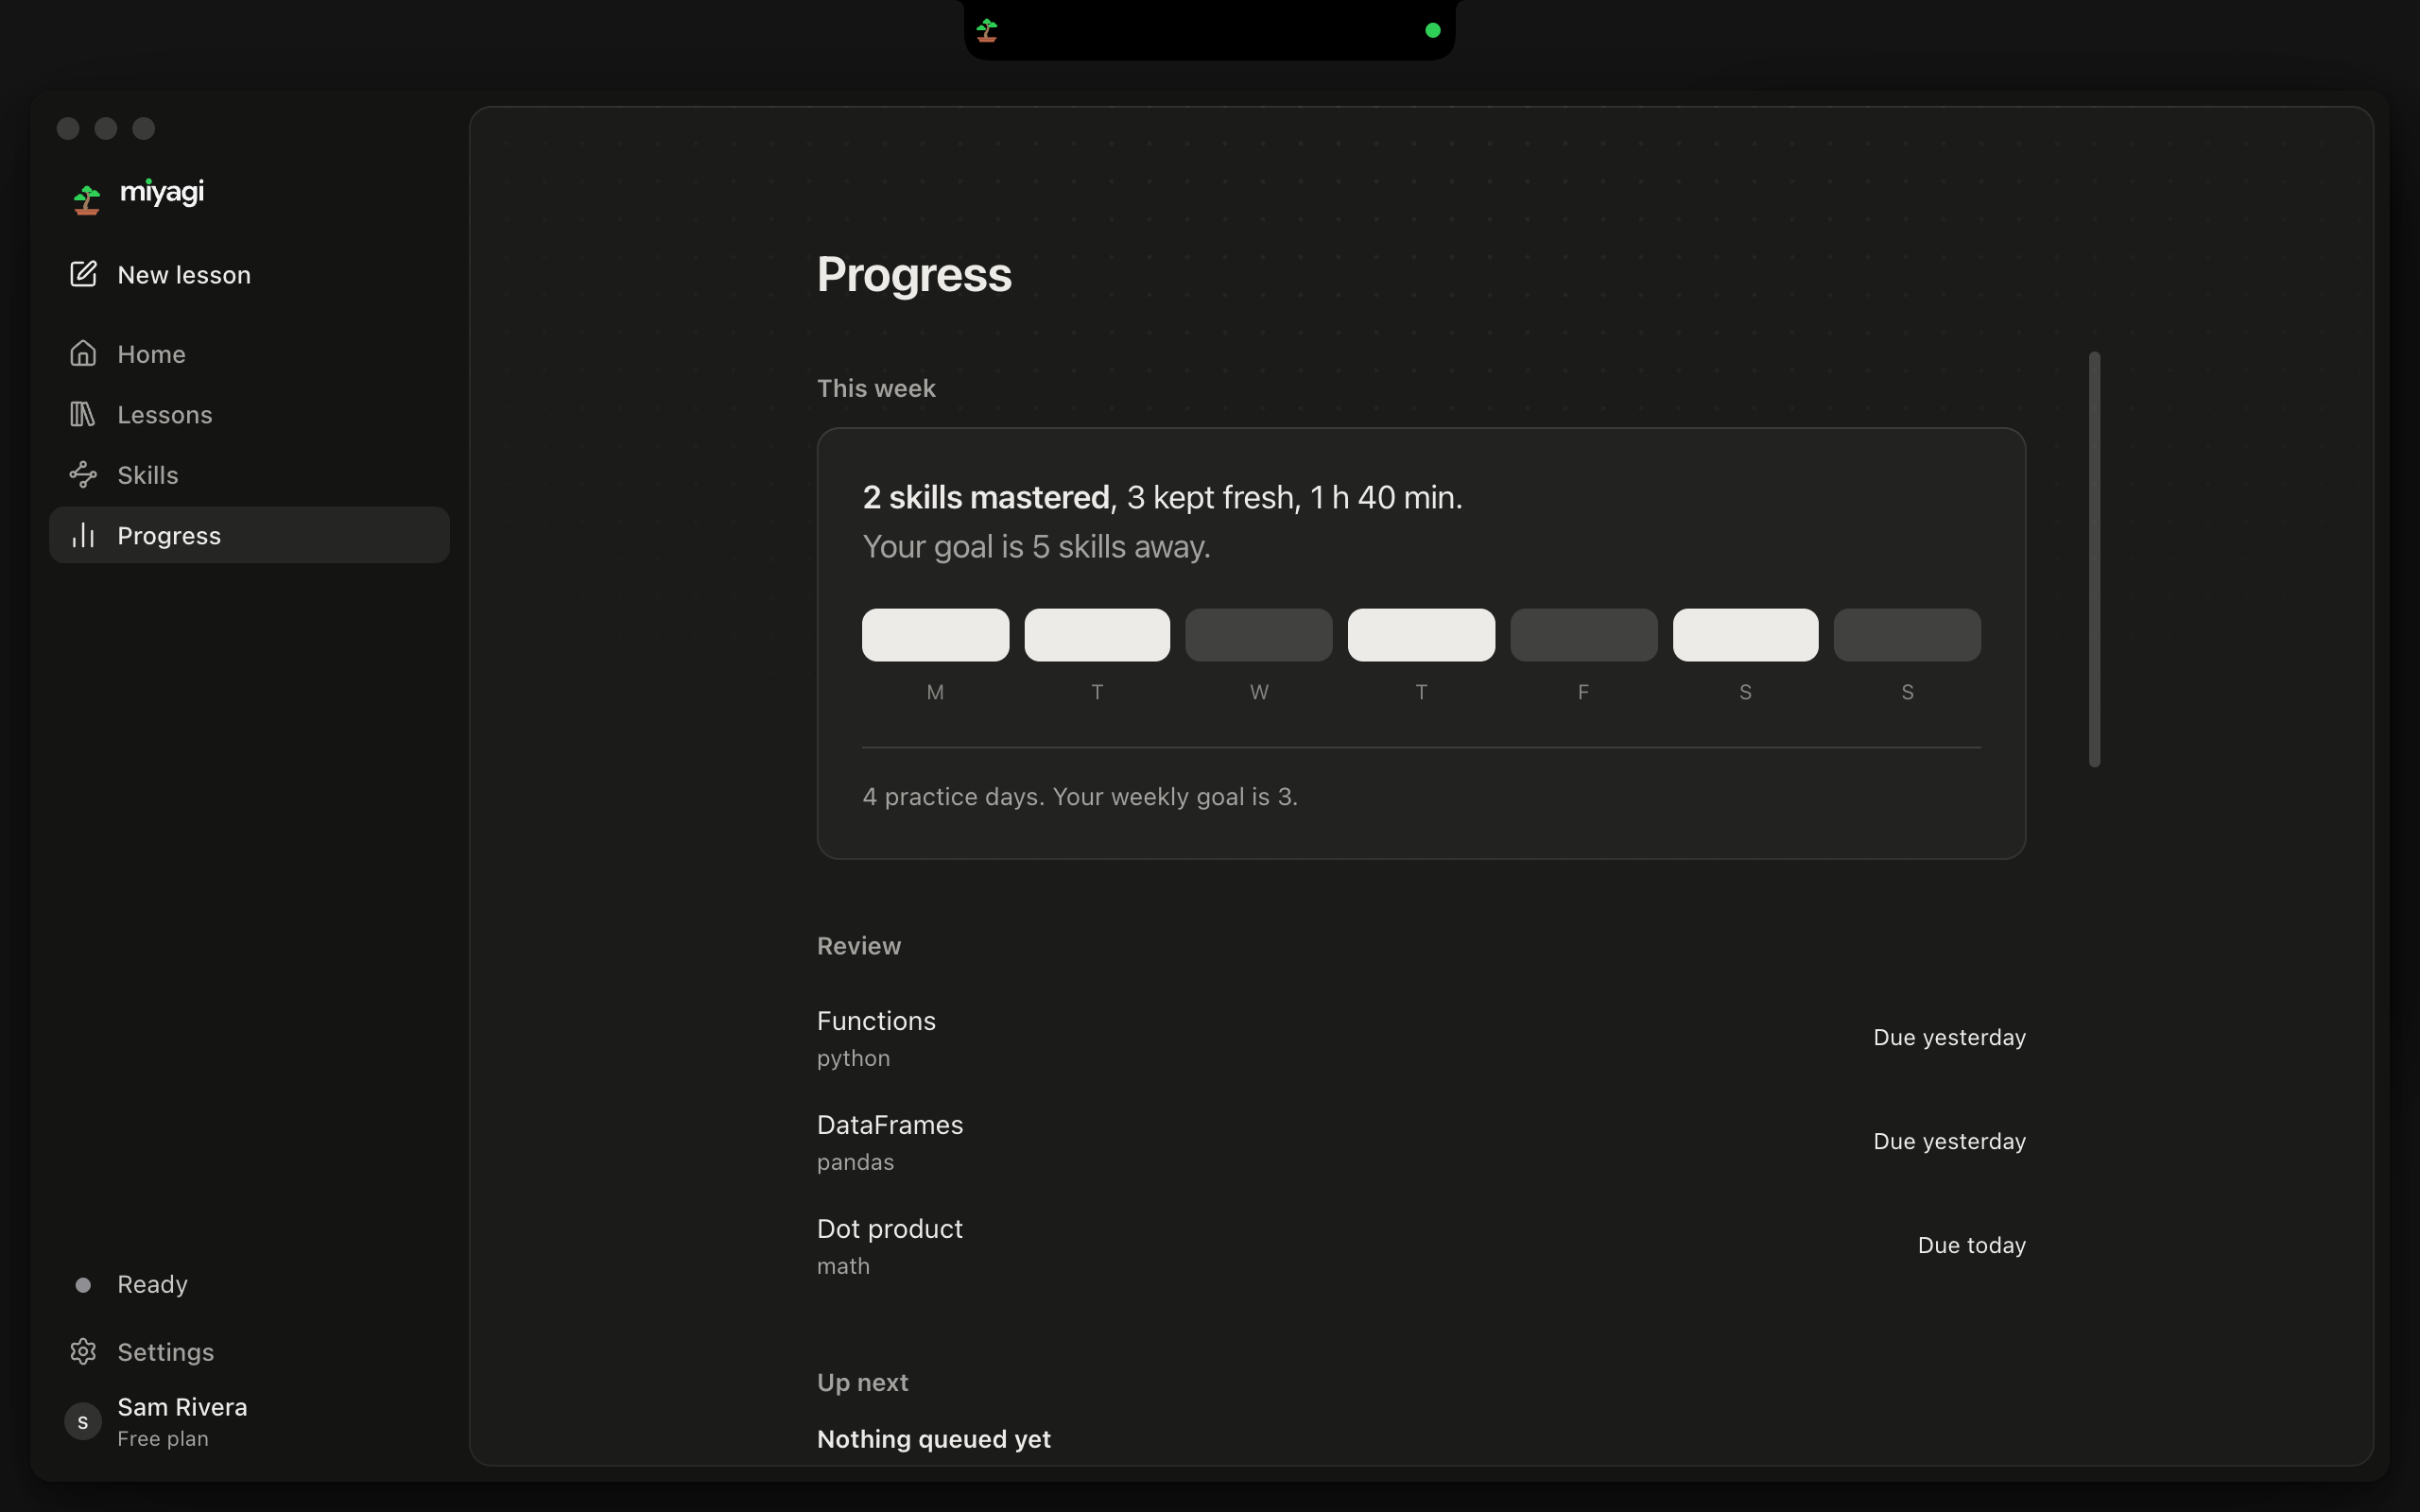 miyagi
New lesson
Home
Lessons
Skills
Progress
Ready
Settings
S
Sam Rivera
Free plan
Progress
This week
2 skills mastered, 3 kept fresh, 1 h 40 min.
Your goal is 5 skills away.
M T W T F S S
4 practice days. Your weekly goal is 3.
Review
Functions
python
Due yesterday
DataFrames
pandas
Due yesterday
Dot product
math
Due today
Up next
Nothing queued yet